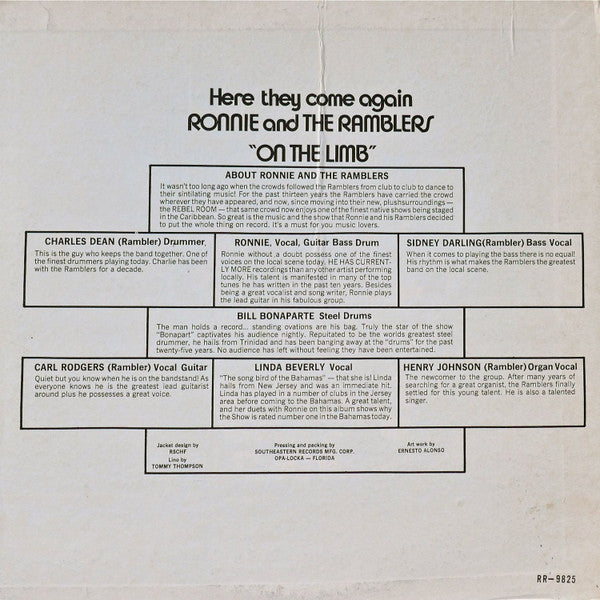 Here they come again
RONNIE and THE RAMBLERS
"ON THE LIMB"
ABOUT RONNIE AND THE RAMBLERS
It wasn't too long ago when the crowds followed the Ramblers from club to club to dance to
their sintilating music! For the past thirteen years the Ramblers have carried the crowd
wherever they have appeared, and now, since moving into their new, plushsurroundings —
the REBEL ROOM — that same crowd now enjoys one of the finest native shows being staged
in the Caribbean. So great is the music and the show that Ronnie and his Ramblers decided
to put the whole thing on record. It's a must for you music lovers.
CHARLES DEAN (Rambler) Drummer.
This is the guy who keeps the band together. One of
the finest drummers playing today. Charlie has been
with the Ramblers for a decade.
RONNIE, Vocal, Guitar Bass Drum
Ronnie without a doubt possess one of the finest
voices on the local scene today. HE HAS CURRENT-
LY MORE recordings than any other artist performing
locally. His talent is manifested in many of the top
tunes he has written in the past ten years. Besides
being a great vocalist and song writer, Ronnie plays
the lead guitar in his fabulous group.
SIDNEY DARLING(Rambler) Bass Vocal
When it comes to playing the bass there is no equal!
His rhythm is what makes the Ramblers the greatest
band on the local scene.
BILL BONAPARTE Steel Drums
The man holds a record... standing ovations are his bag. Truly the star of the show
"Bonapart" captivates his audience nightly. Repuitated to be the worlds greatest steel
drummer, he hails from Trinidad and has been banging away at the "drums" for the past
twenty-five years. No audience has left without feeling they have been entertained.
CARL RODGERS (Rambler) Vocal Guitar
Quiet but you know when he is on the bandstand! As
everyone knows he is the greatest lead guitarist
around plus he possesses a great voice.
LINDA BEVERLY Vocal
"The song bird of the Bahamas" — that she is! Linda
hails from New Jersey and was an immediate hit.
Linda has played in a number of clubs in the Jersey
area before coming to the Bahamas. A great talent,
and her duets with Ronnie on this album shows why
the Show is rated number one in the Bahamas today.
HENRY JOHNSON (Rambler) Organ Vocal
The newcomer to the group. After many years of
searching for a great organist, the Ramblers finally
settled for this young talent. He is also a talented
singer.
Jacket design by
RSCHF
Lino by
TOMMY THOMPSON
Pressing and packing by
SOUTHEASTERN RECORDS MFG. CORP.
OPA-LOCKA — FLORIDA
Art work by
ERNESTO ALONSO
RR-9825